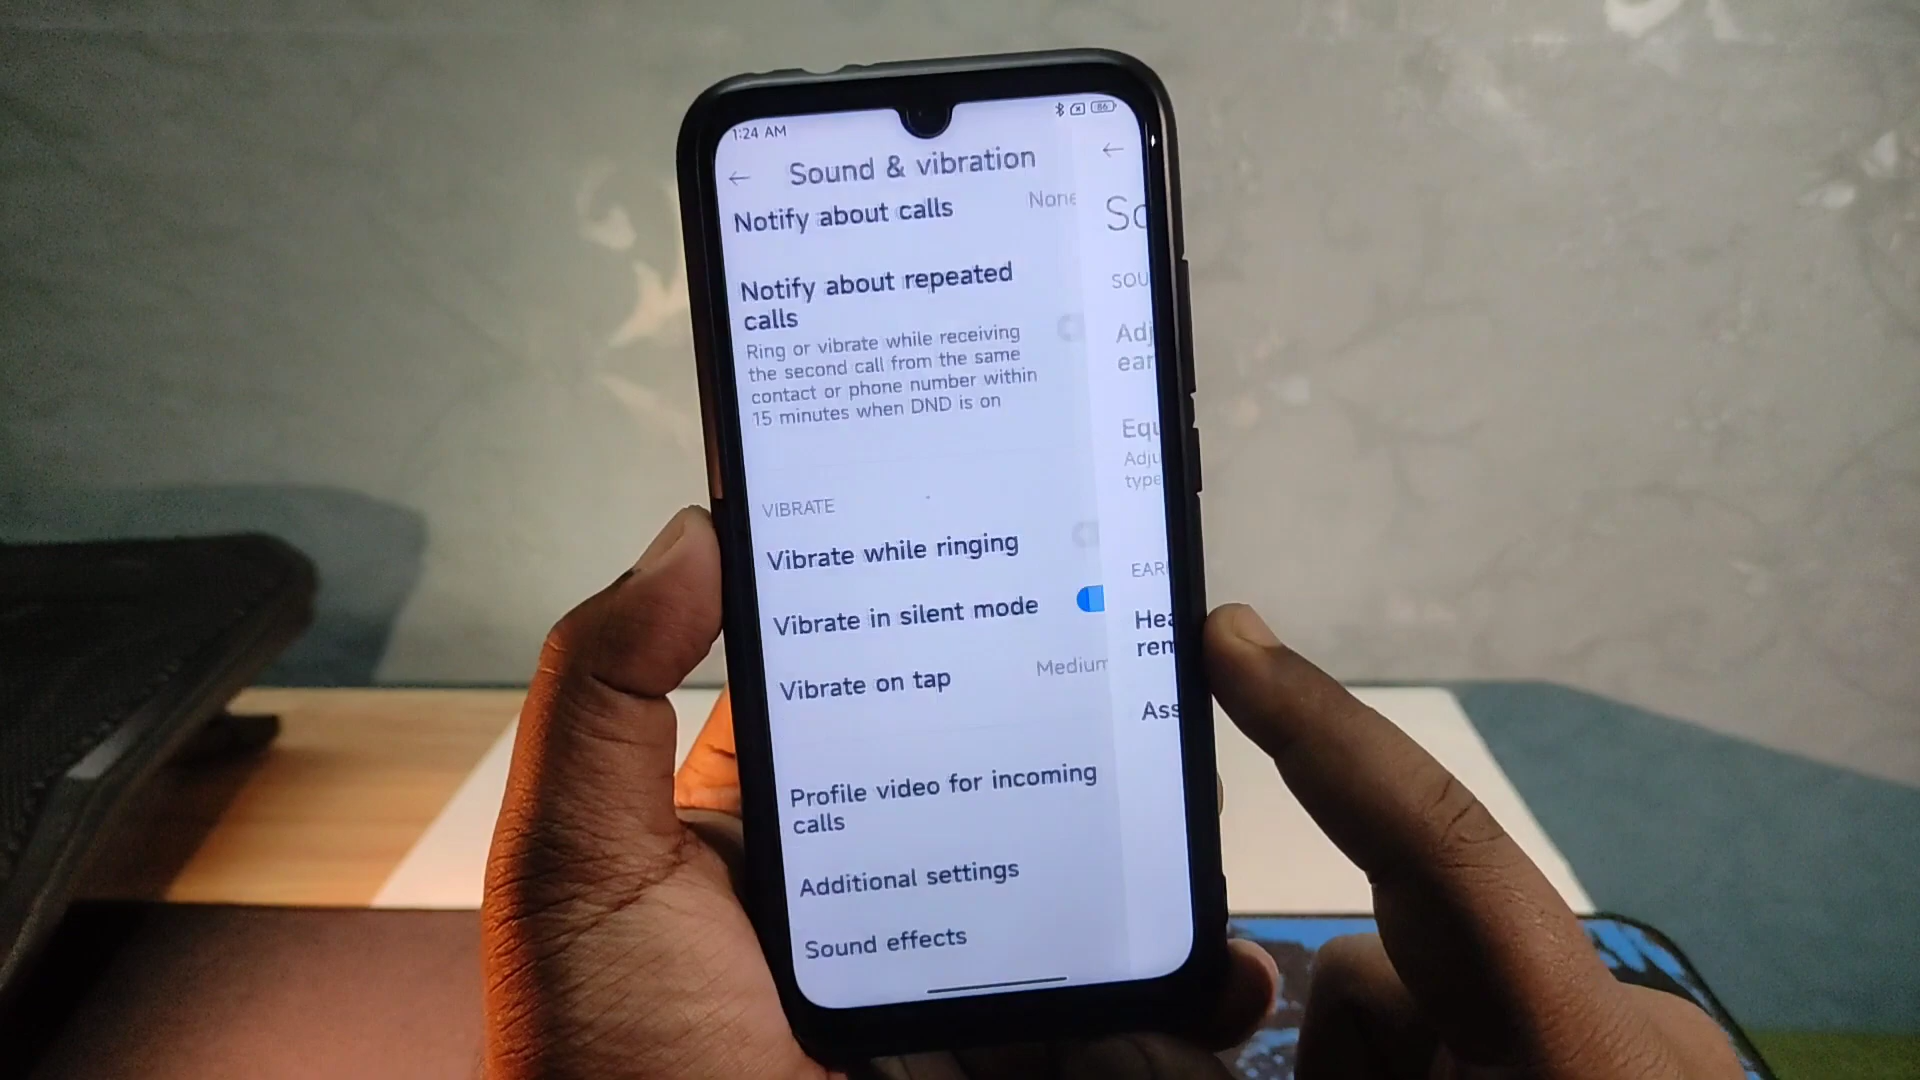 1:24 AM
86
Sound & vibration
Notify about calls
None
Notify about repeated
calls
Ring or vibrate while receiving
the second call from the same
contact or phone number within
15 minutes when DND is on
VIBRATE
Vibrate while ringing
Vibrate in silent mode
Vibrate on tap
Medium
Profile video for incoming
calls
Additional settings
Sound effects
So
SOU
Adj
ear
Equ
Adju
type
EAR
Hea
rem
Ass